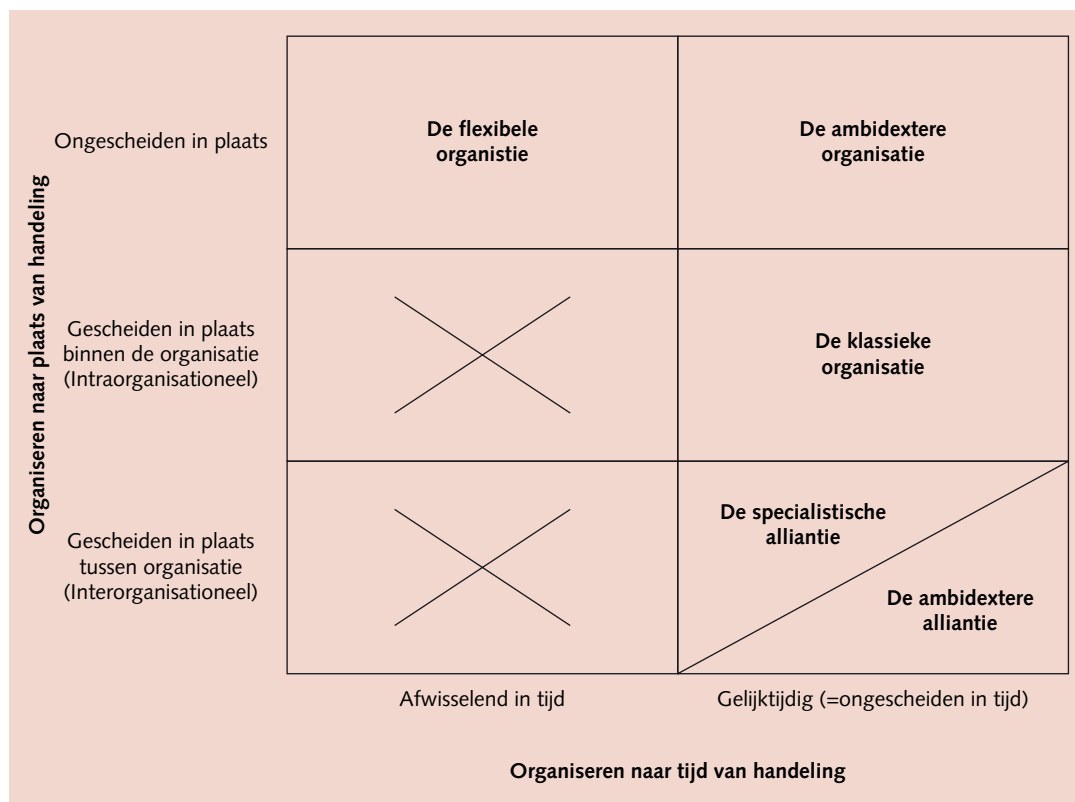 Organiseren naar plaats van handeling
Ongescheiden in plaats
De flexibele
organistie
De ambidextere
organisatie
Gescheiden in plaats
binnen de organisatie
(Intraorganisationeel)
De klassieke
organisatie
Gescheiden in plaats
tussen organisatie
(Interorganisationeel)
De specialistische
alliantie
De ambidextere
alliantie
Afwisselend in tijd
Gelijktijdig (=ongescheiden in tijd)
Organiseren naar tijd van handeling